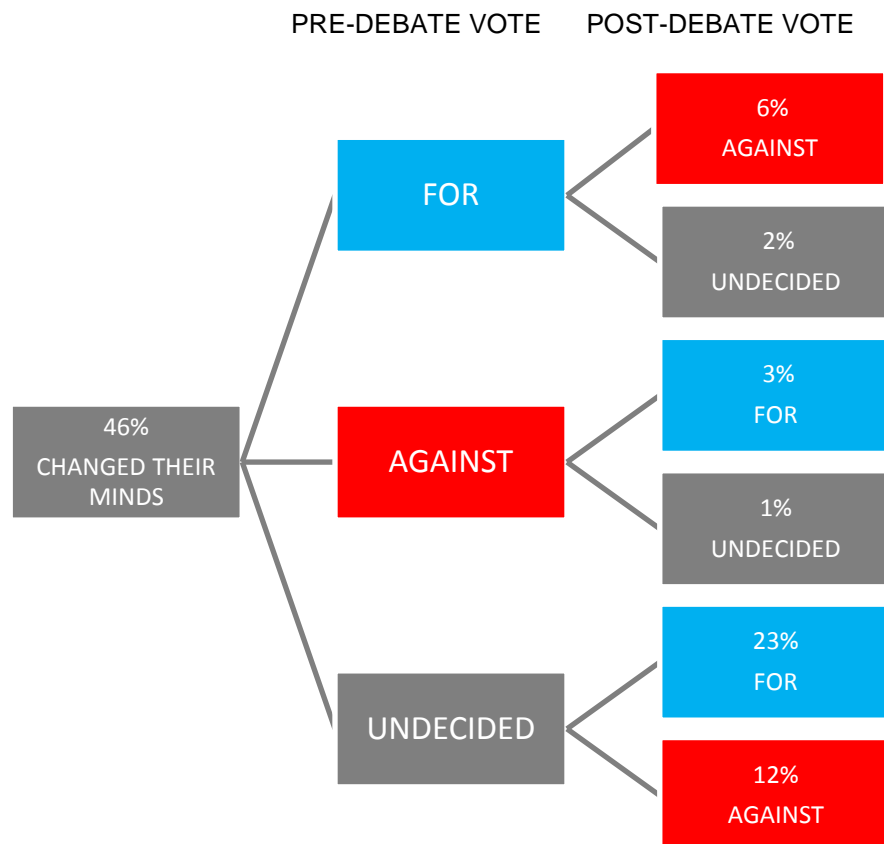 PRE-DEBATE VOTE
POST-DEBATE VOTE
46%
CHANGED THEIR
MINDS
FOR
6%
AGAINST
2%
UNDECIDED
AGAINST
3%
FOR
1%
UNDECIDED
UNDECIDED
23%
FOR
12%
AGAINST